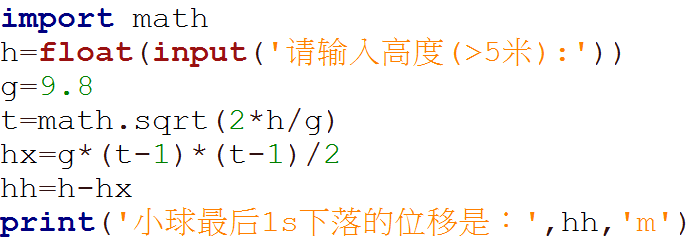 import math
h=float(input('请输入高度(>5米):'))
g=9.8
t=math.sqrt(2*h/g)
hx=g*(t-1)*(t-1)/2
hh=h-hx
print('小球最后1s下落的位移是：',hh,'m')